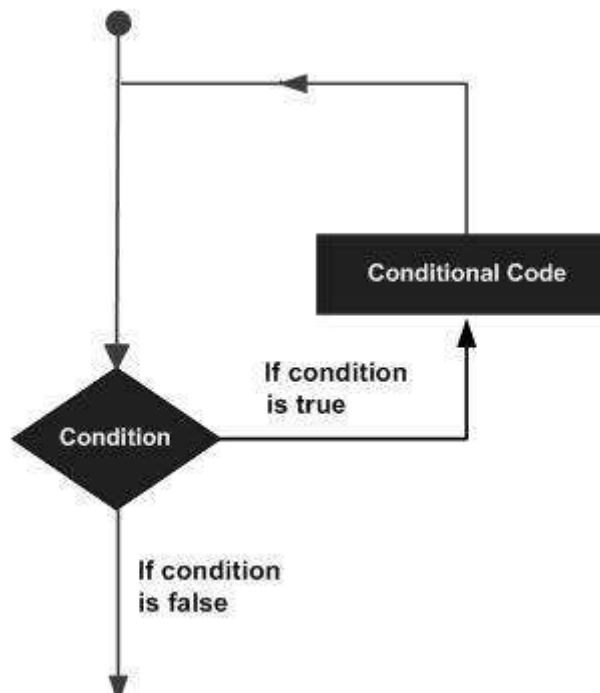 Conditional Code
If condition
is true
Condition
If condition
is false